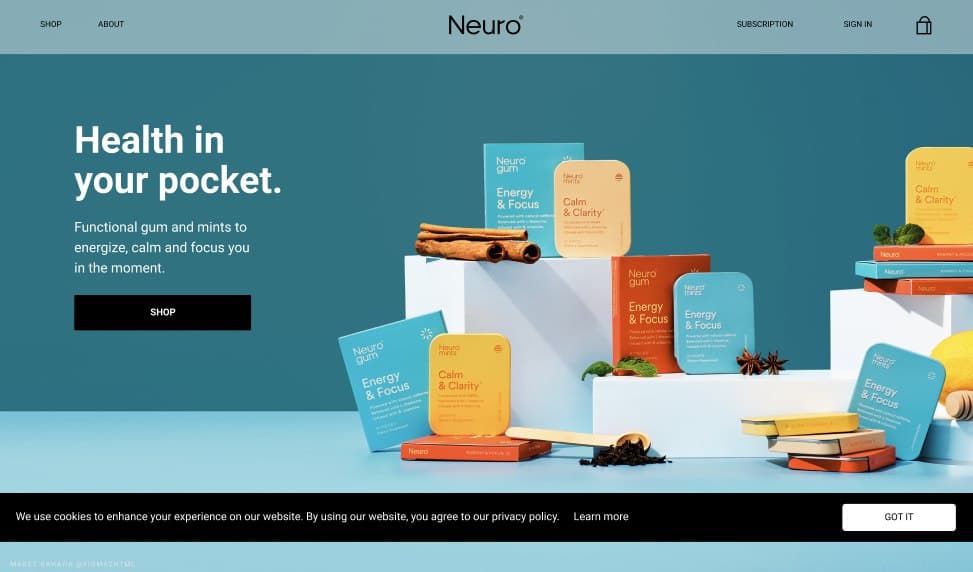 SHOP
ABOUT
Neuro®
SUBSCRIPTION
SIGN IN
Health in
your pocket.
Functional gum and mints to
energize, calm and focus you
in the moment.
SHOP
Neuro
gum
Energy
& Focus
Neuro
mints
Calm
& Clarity
Neuro
gum
Energy
& Focus
Neuro
mints
Energy
& Focus
Neuro
gum
Energy
& Focus
Neuro
mints
Calm
& Clarity
Neuro
Neuro
mints
Calm
& Clarity
Neuro
Neuro
Neuro
Neuro
mints
Energy
& Focus
We use cookies to enhance your experience on our website. By using our website, you agree to our privacy policy.
Learn more
GOT IT